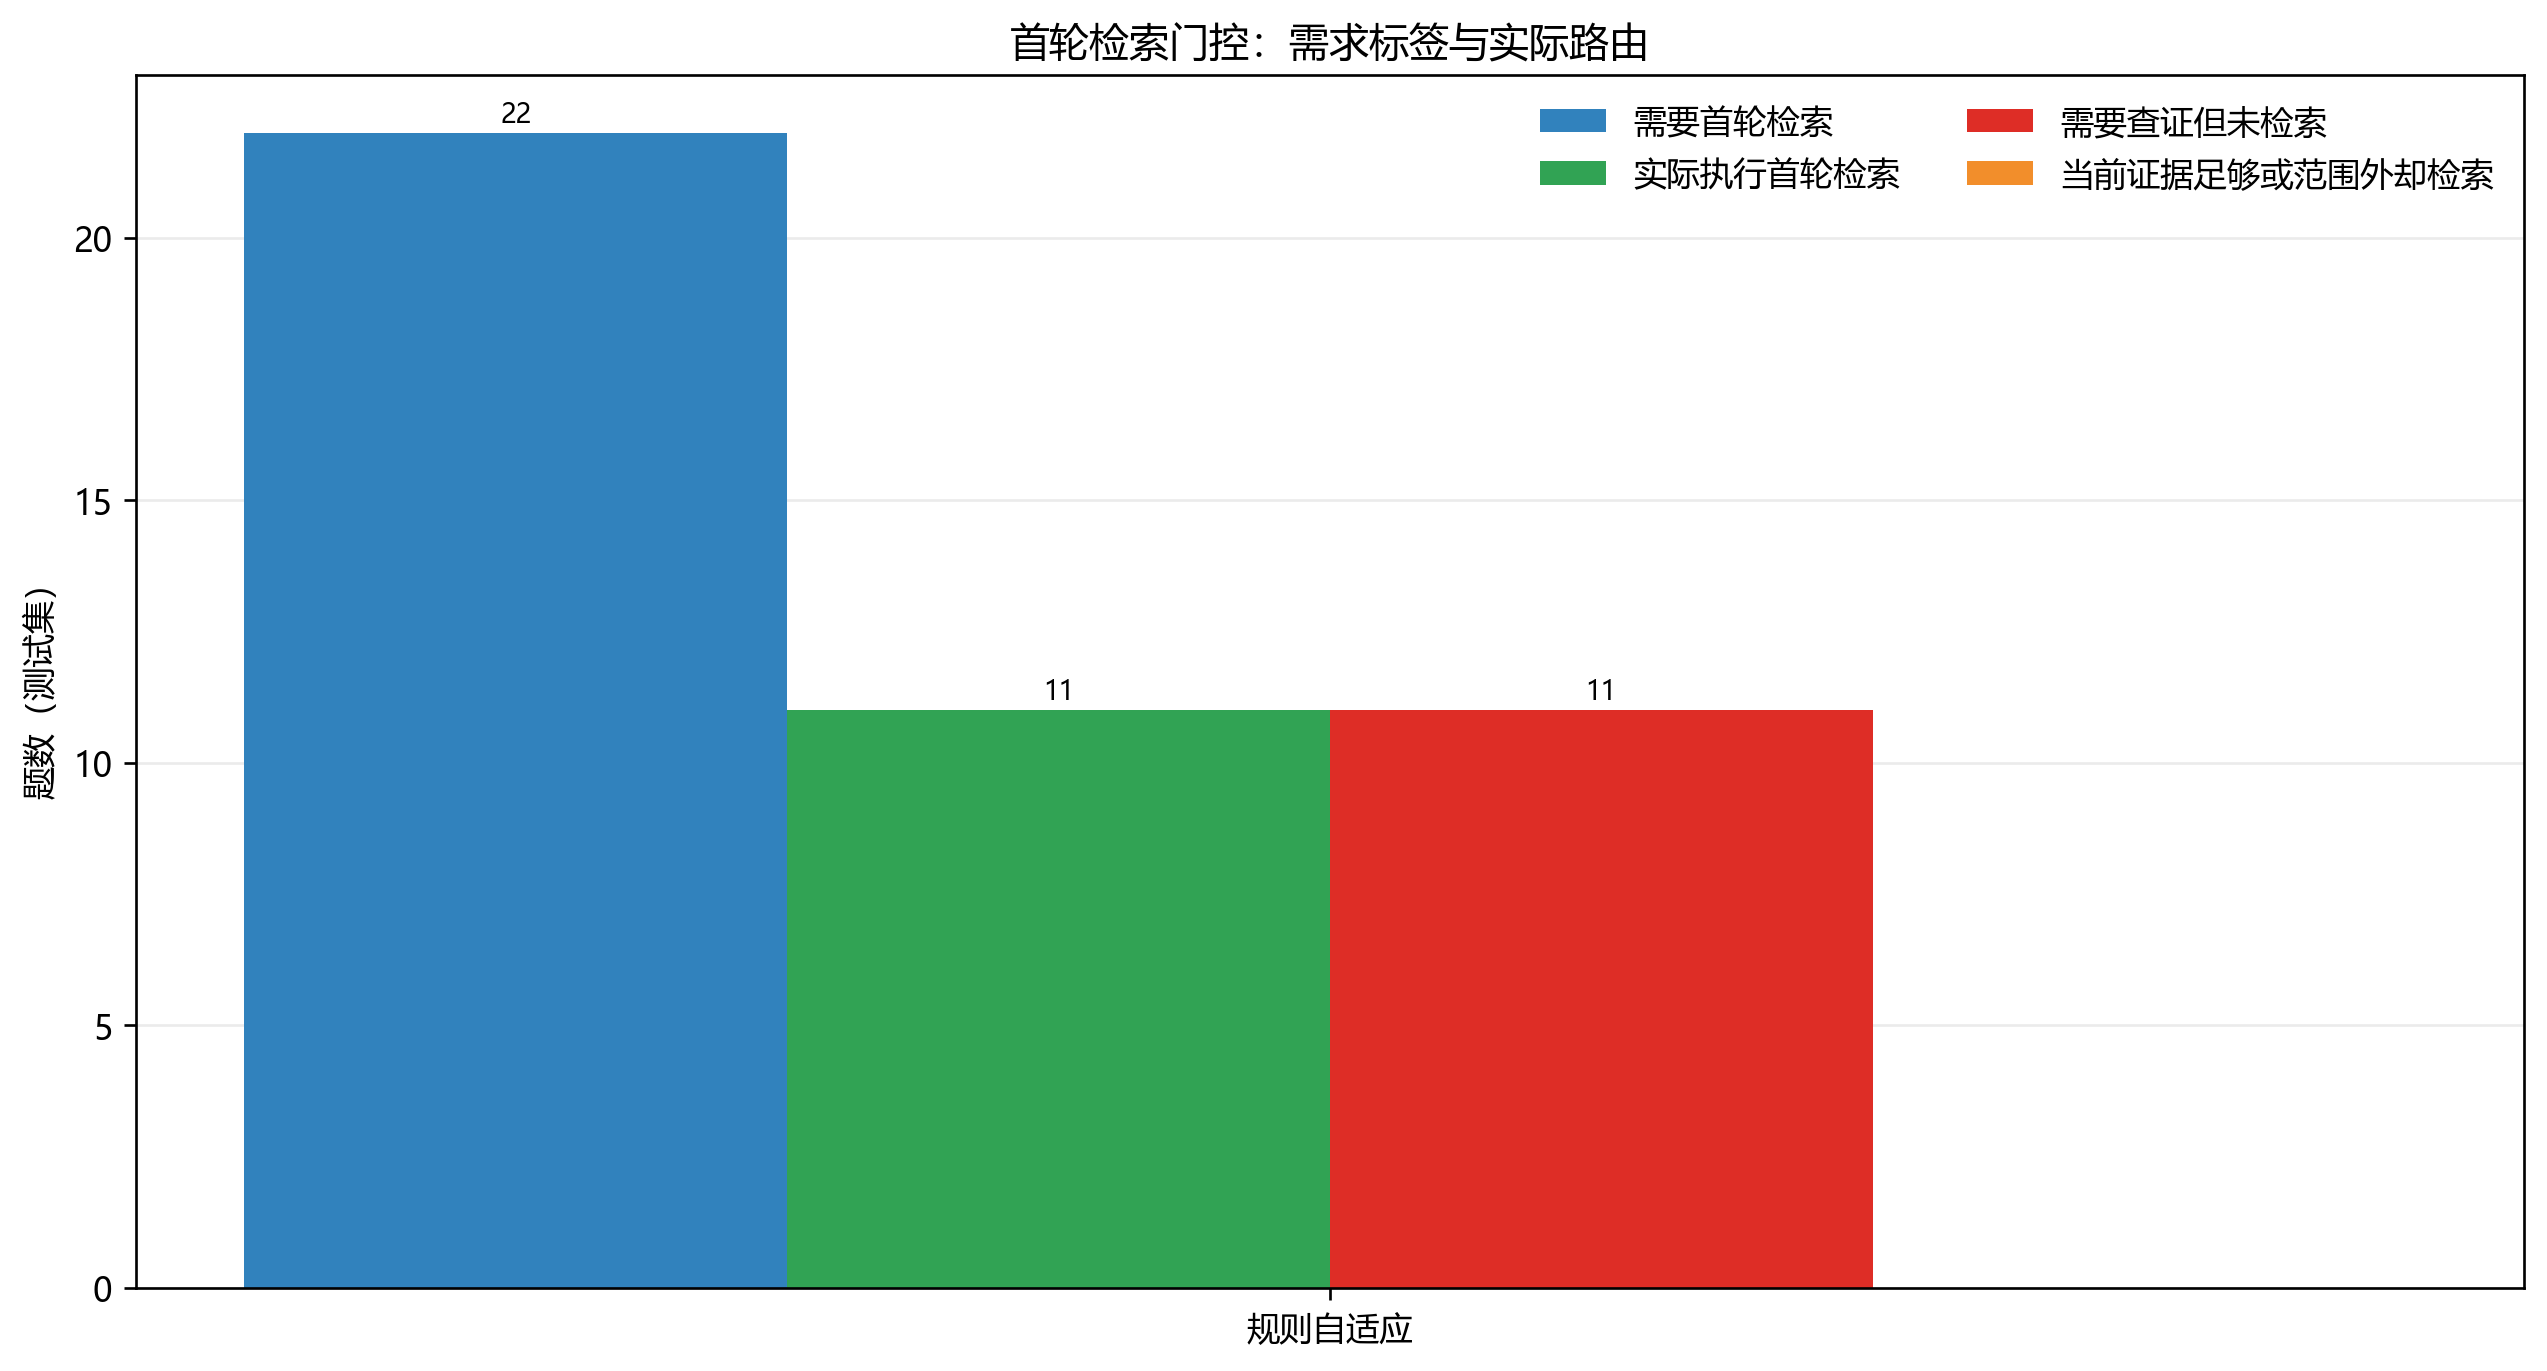 首轮检索门控：需求标签与实际路由
22
需要首轮检索
需要查证但未检索
实际执行首轮检索
当前证据足够或范围外却检索
20
15
题数（测试集）
11
11
10
5
0
规则自适应